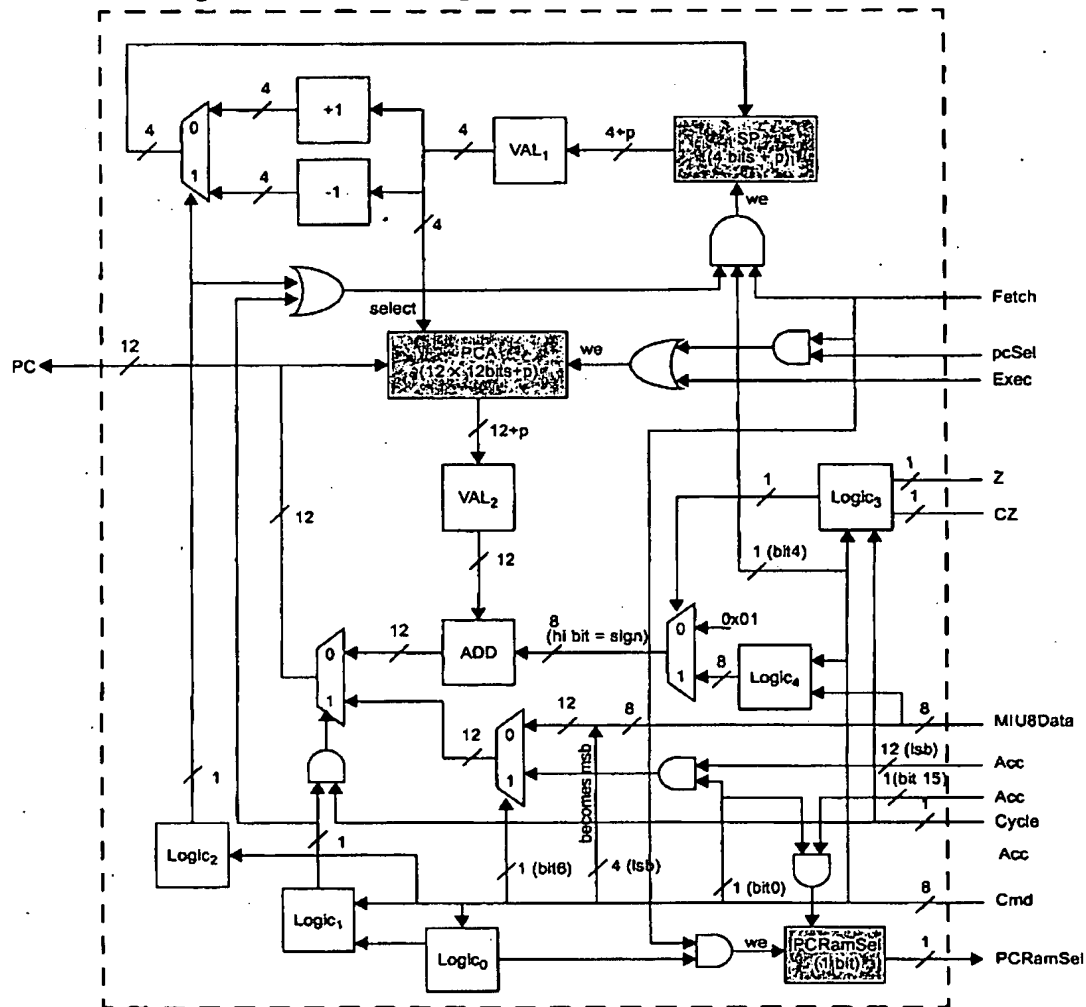 4
+1
4
0
1
4
-1
4
VAL₁
4+p
SP
(4 bits + p)
we
4
select
Fetch
PC
12
PCA
(12 × 12bits+p)
we
pcSel
Exec
12+p
VAL₂
12
12
1
Logic₃
1
Z
1
CZ
1 (bit4)
0
1
0x01
8
(hi bit = sign)
ADD
12
0
1
8
Logic₄
12
8
8
MIU8Data
12
0
1
becomes msb
12 (lsb)
Acc
1(bit 15)
Acc
1
Cycle
Acc
1
Logic₂
1
1 (bit6)
4 (lsb)
1 (bit0)
8
Cmd
Logic₁
Logic₀
we
PCRamSel
(1 bit)
1
PCRamSel